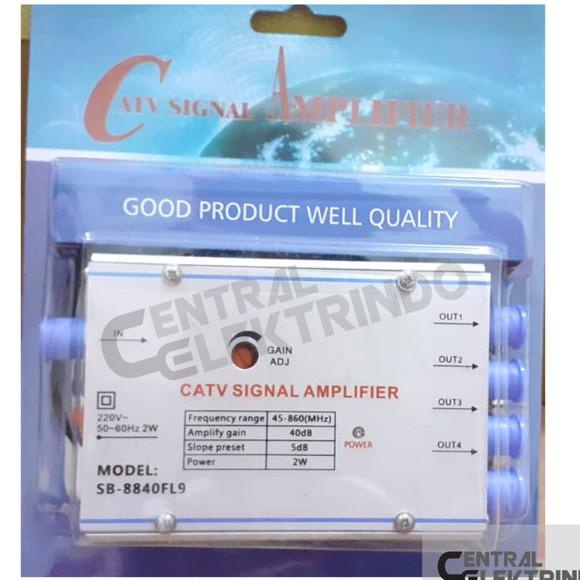 CATV SIGNAL AMPLIFIER
GOOD PRODUCT WELL QUALITY
CENTRAL
ELEKTRINDO
IN
OUT1
OUT2
OUT3
OUT4
GAIN
ADJ
CATV SIGNAL AMPLIFIER
220V~
50~60Hz 2W
Frequency range 45-860(MHz)
Amplify gain 40dB
Slope preset 5dB
Power 2W
POWER
MODEL:
SB-8840FL9
CENTRAL
ELEKTRINDO